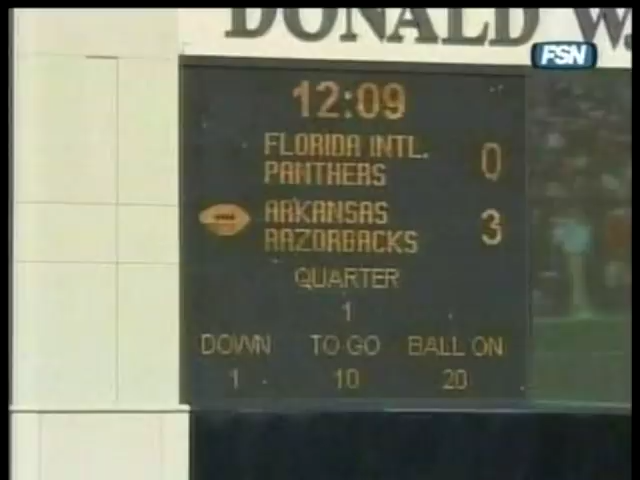 DONALD W.
FSN
12:09
FLORIDA INTL.
PANTHERS 0
ARKANSAS
RAZORBACKS 3
QUARTER
1
DOWN TO GO BALL ON
1 10 20